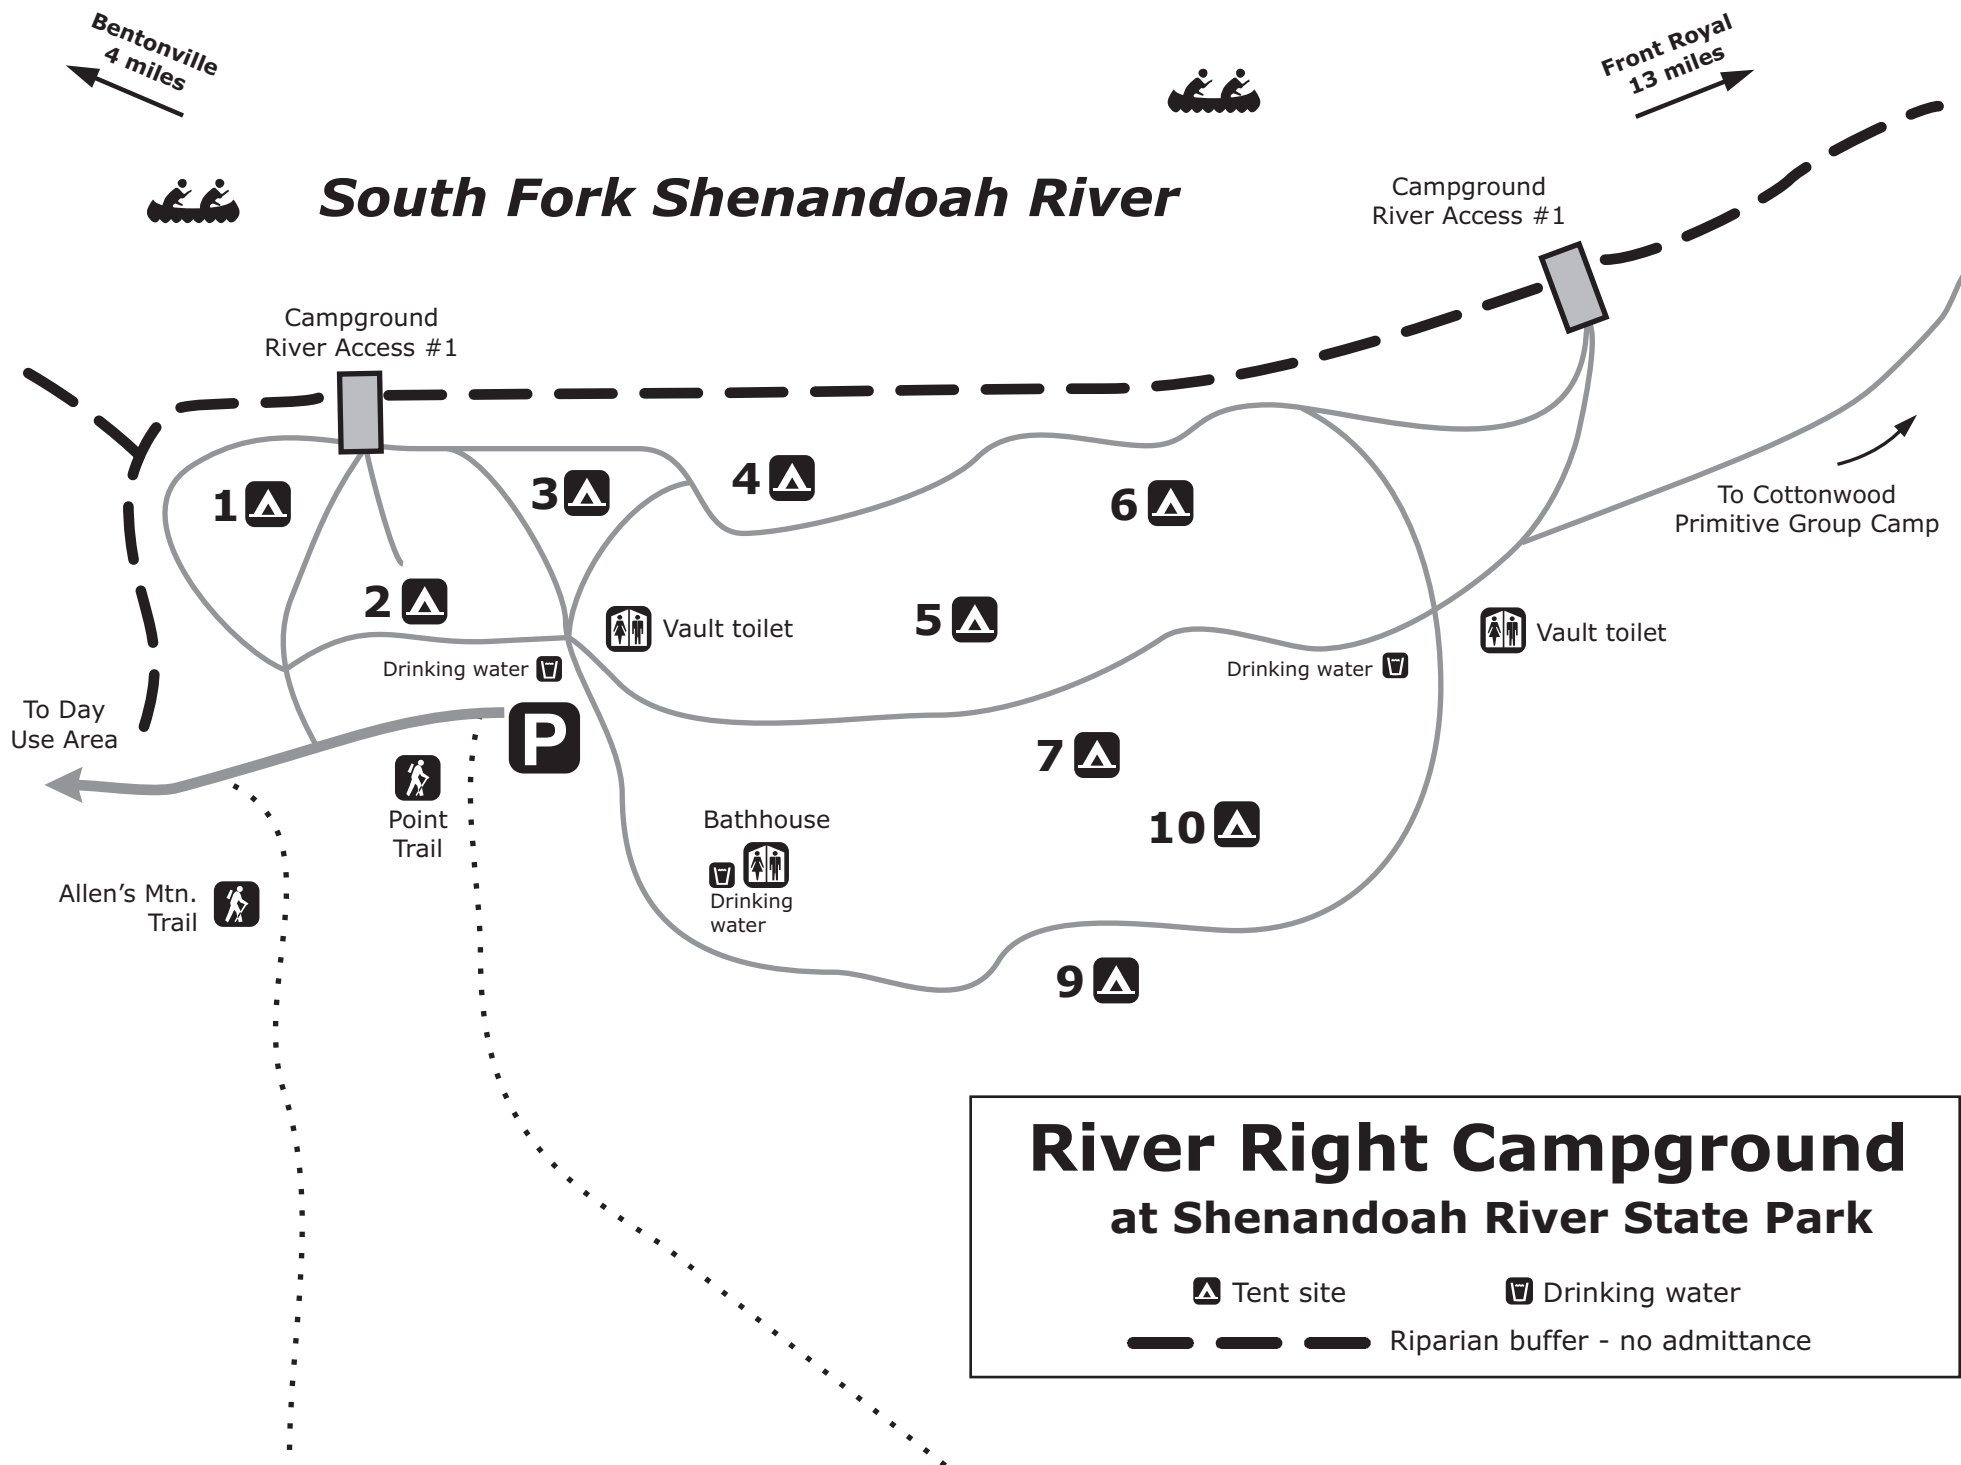 Bentonville
4 miles
Front Royal
13 miles
South Fork Shenandoah River
Campground
River Access #1
Campground
River Access #1
1
2
3
4
5
6
To Cottonwood
Primitive Group Camp
Vault toilet
Vault toilet
Drinking water
Drinking water
To Day
Use Area
P
7
10
Point
Trail
Bathhouse
Drinking
water
Allen’s Mtn.
Trail
9
River Right Campground
at Shenandoah River State Park
Tent site
Drinking water
Riparian buffer - no admittance